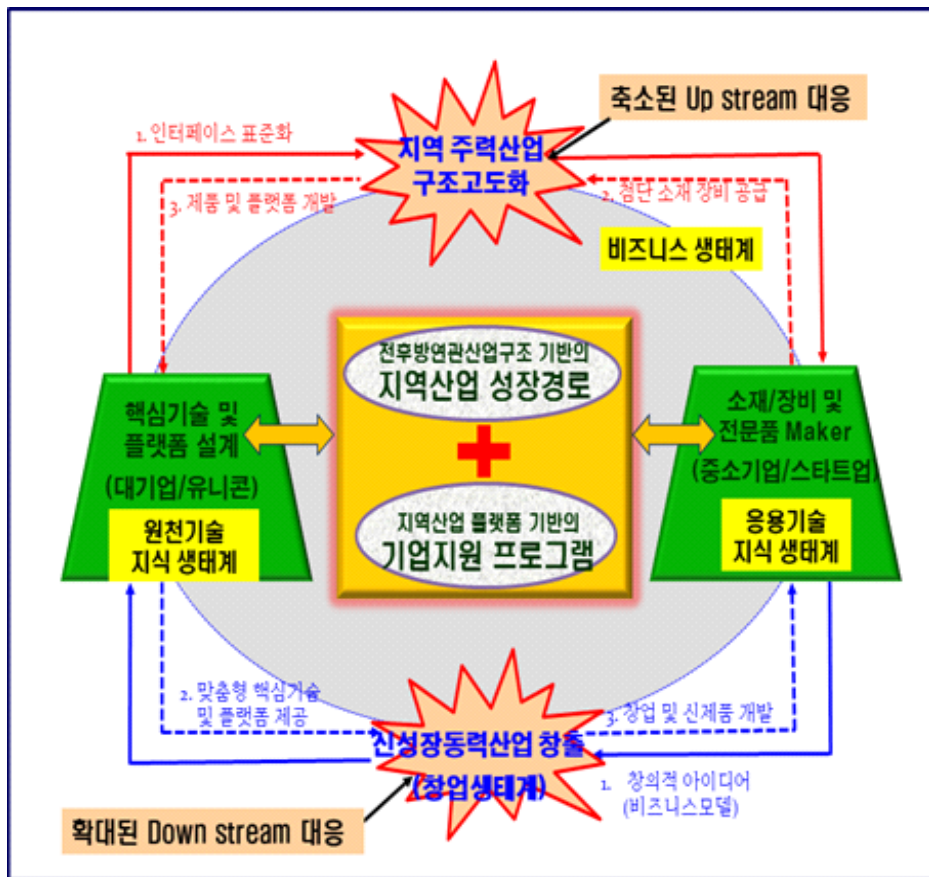 축소된 Up stream 대응
1. 인터페이스 표준화
지역 주력산업
구조고도화
3. 제품 및 플랫폼 개발
2. 첨단 소재 장비 공급
비즈니스 생태계
전후방연관산업구조 기반의
지역산업 성장경로
핵심기술 및
플랫폼 설계
(대기업/유니콘)
원천기술
지식 생태계
소재/장비 및
전문품 Maker
(중소기업/스타트업)
응용기술
지식 생태계
지역산업 플랫폼 기반의
기업지원 프로그램
2. 맞춤형 핵심기술
및 플랫폼 제공
3. 창업 및 신제품 개발
신성장동력산업 창출
(창업생태계)
1. 창의적 아이디어
(비즈니스모델)
확대된 Down stream 대응